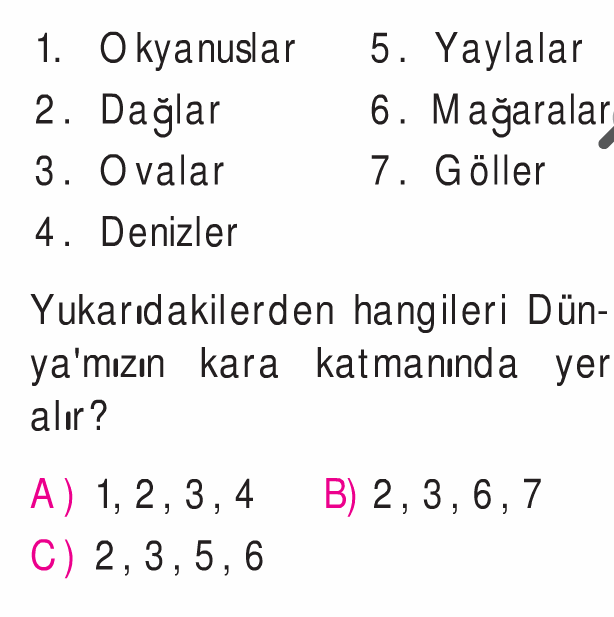 1. Okyanuslar
2. Dağlar
3. Ovalar
4. Denizler
5. Yaylalar
6. Mağaralar
7. Göller
Yukarıdakilerden hangileri Dün-
ya'mızın kara katmanında yer
alır?
A) 1, 2, 3, 4
B) 2, 3, 6, 7
C) 2, 3, 5, 6